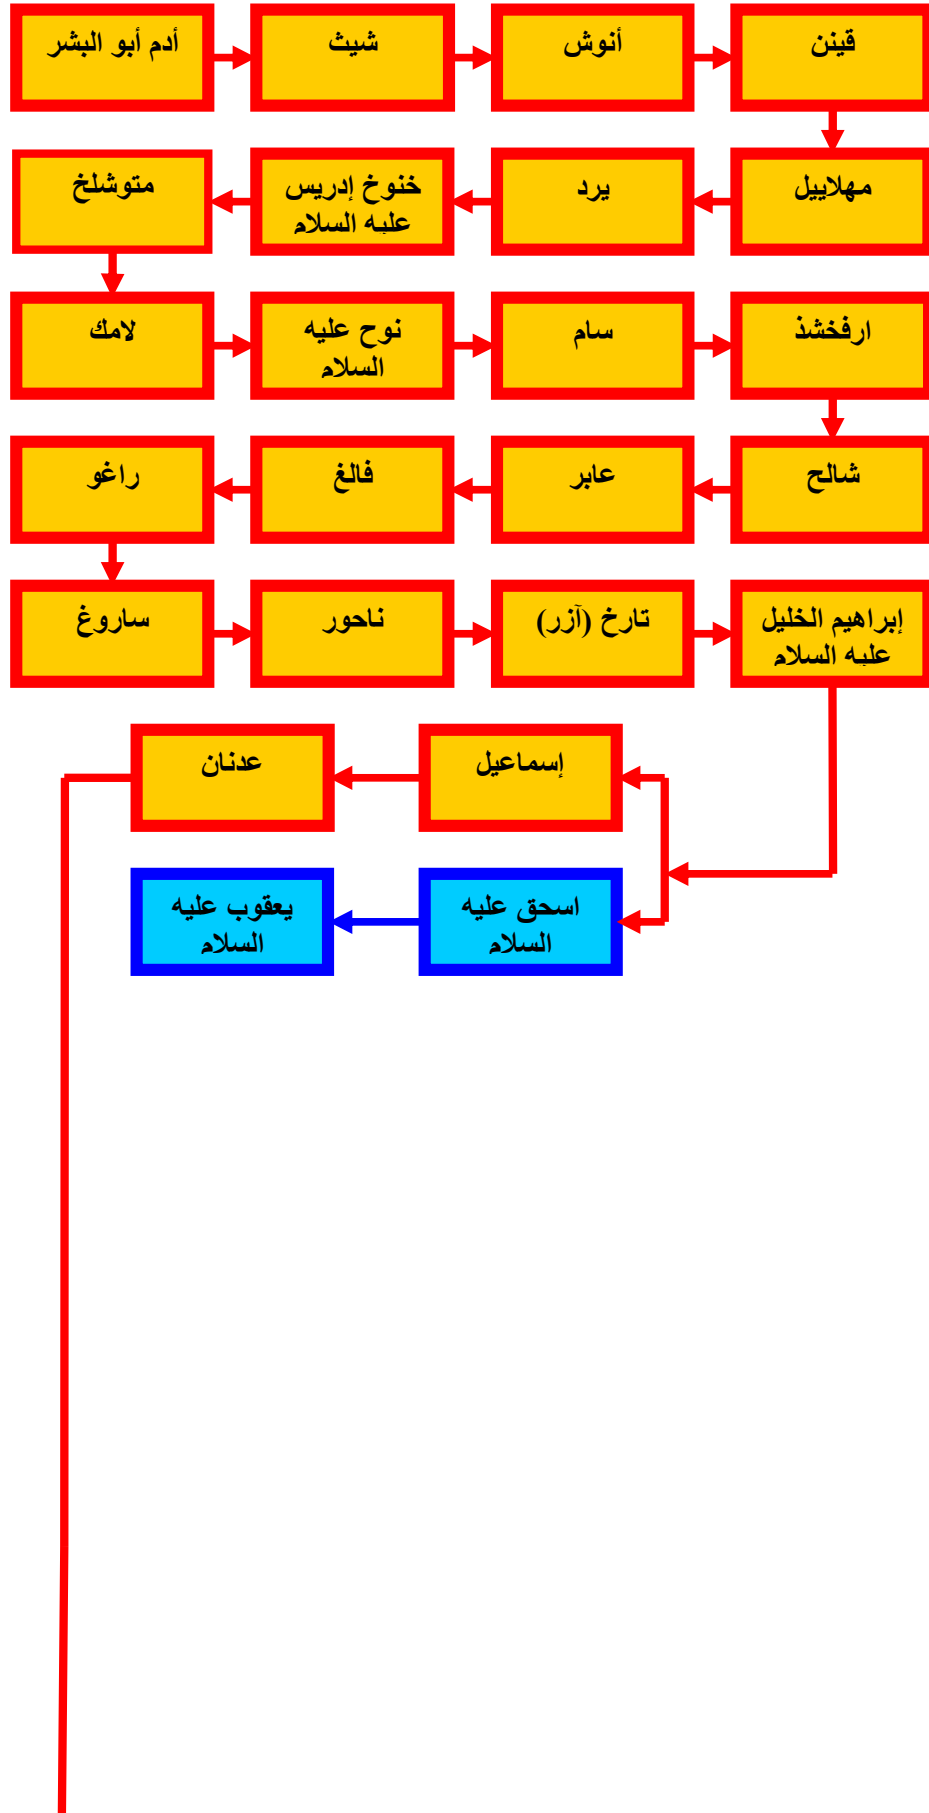 أدم أبو البشر
شيث
أنوش
قينن
مهلاييل
يرد
خنوخ إدريس
عليه السلام
متوشلخ
لامك
نوح عليه
السلام
سام
ارفخشذ
شالح
عابر
فالغ
راغو
ساروغ
ناحور
تارخ (آزر)
إبراهيم الخليل
عليه السلام
إسماعيل
عدنان
اسحق عليه
السلام
يعقوب عليه
السلام